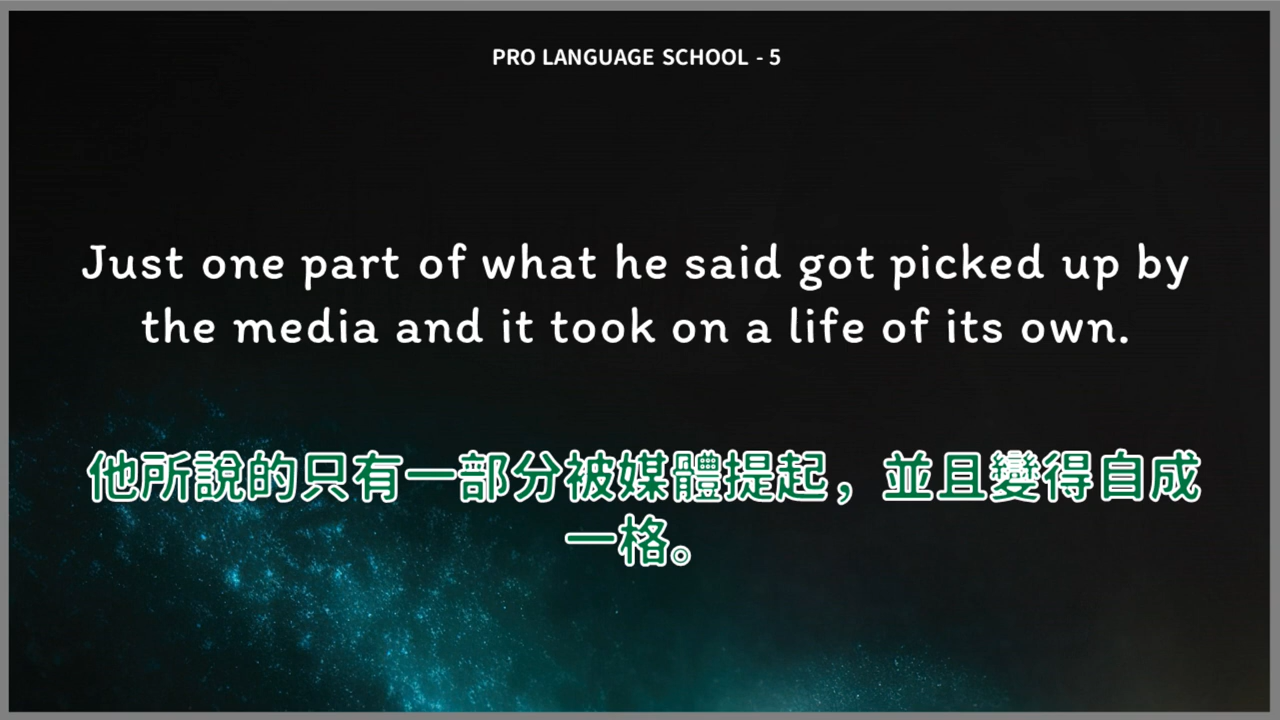 PRO LANGUAGE SCHOOL - 5
Just one part of what he said got picked up by
the media and it took on a life of its own.
他所說的只有一部分被媒體提起，並且變得自成
一格。